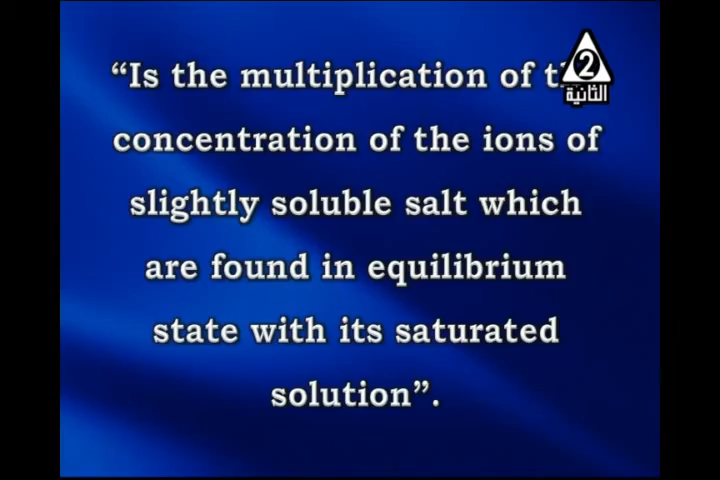 “Is the multiplication of
concentration of the ions of
slightly soluble salt which
are found in equilibrium
state with its saturated
solution”.
2
الثانية